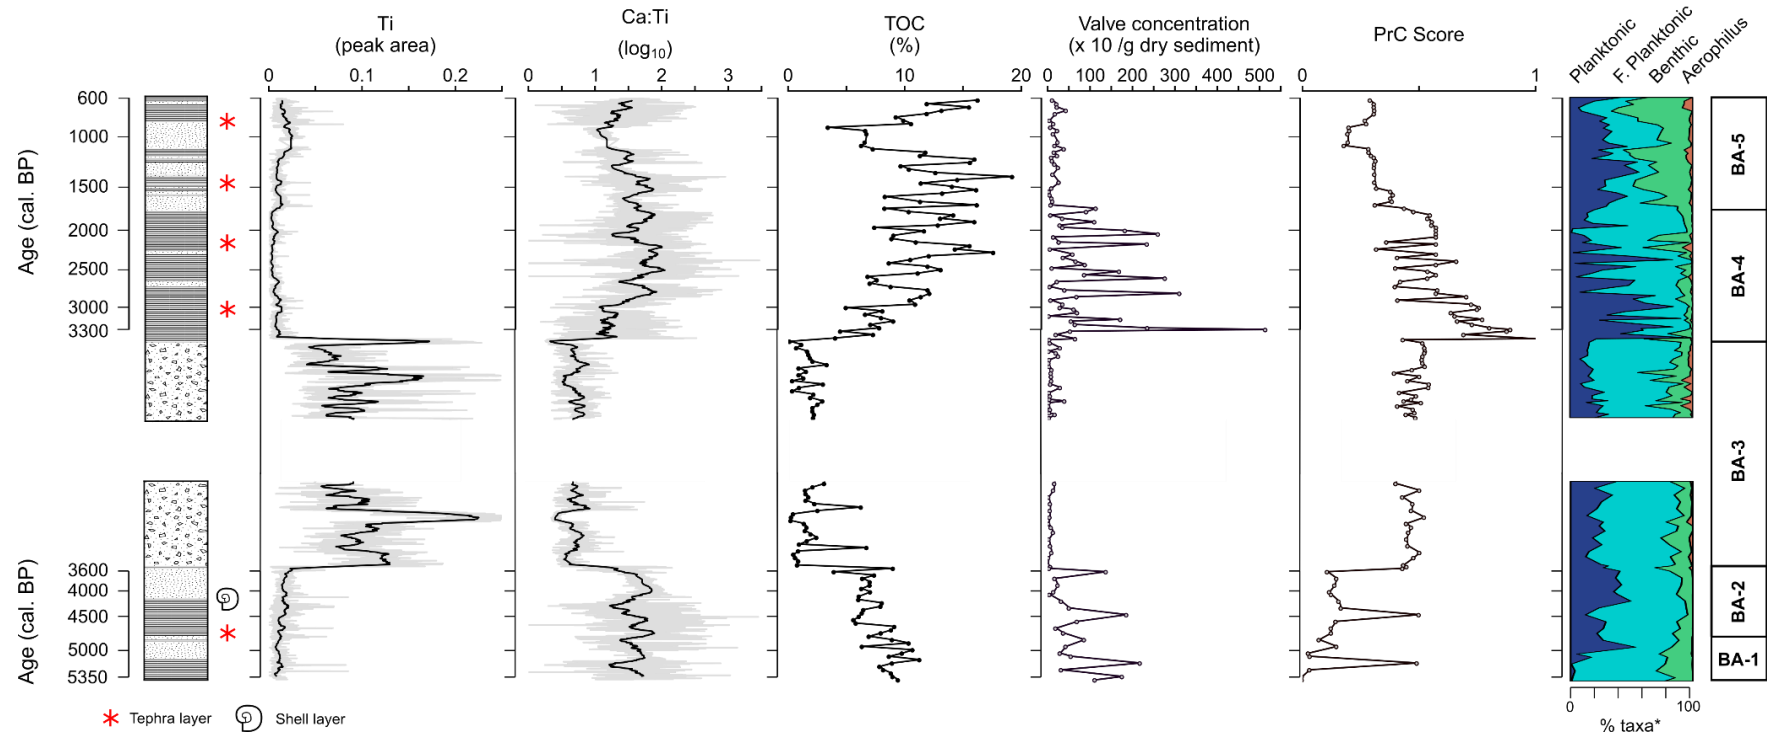 Ti
(peak area)
Ca:Ti
(log10)
TOC
(%)
Valve concentration
(x 10 /g dry sediment)
PrC Score
Planktonic
F. Planktonic
Benthic
Aerophilus
0 0.1 0.2
0 1 2 3
0 10 20
0 100 200 300 400 500
0 1
Age (cal. BP)
600
1000
1500
2000
2500
3000
3300
BA-5
BA-4
BA-3
Age (cal. BP)
3600
4000
4500
5000
5350
BA-2
BA-1
0 100
% taxa*
Tephra layer
Shell layer